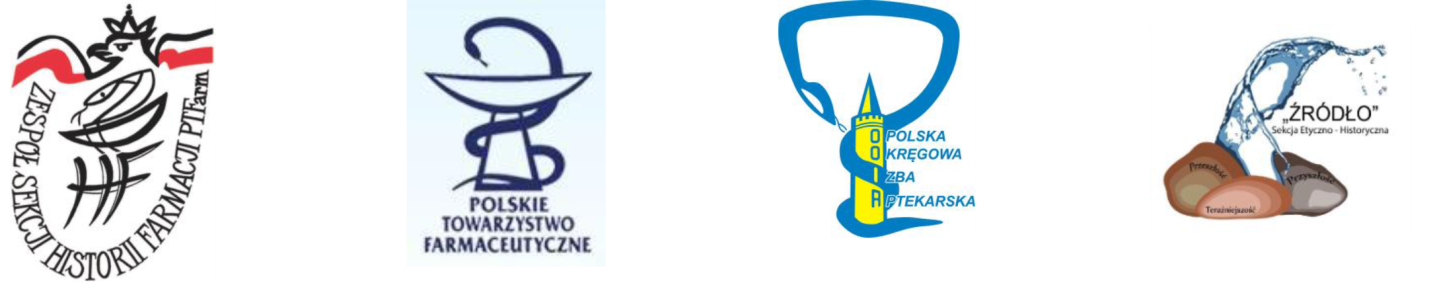 ZESPÓŁ SEKCJI HISTORII FARMACJI PTFarm
POLSKIE
TOWARZYSTWO
FARMACEUTYCZNE
OPOLSKA
OKRĘGOWA
IZBA
APTEKARSKA
„ŹRÓDŁO”
Sekcja Etyczno - Historyczna
Przeszłość
Przyszłość
Teraźniejszość